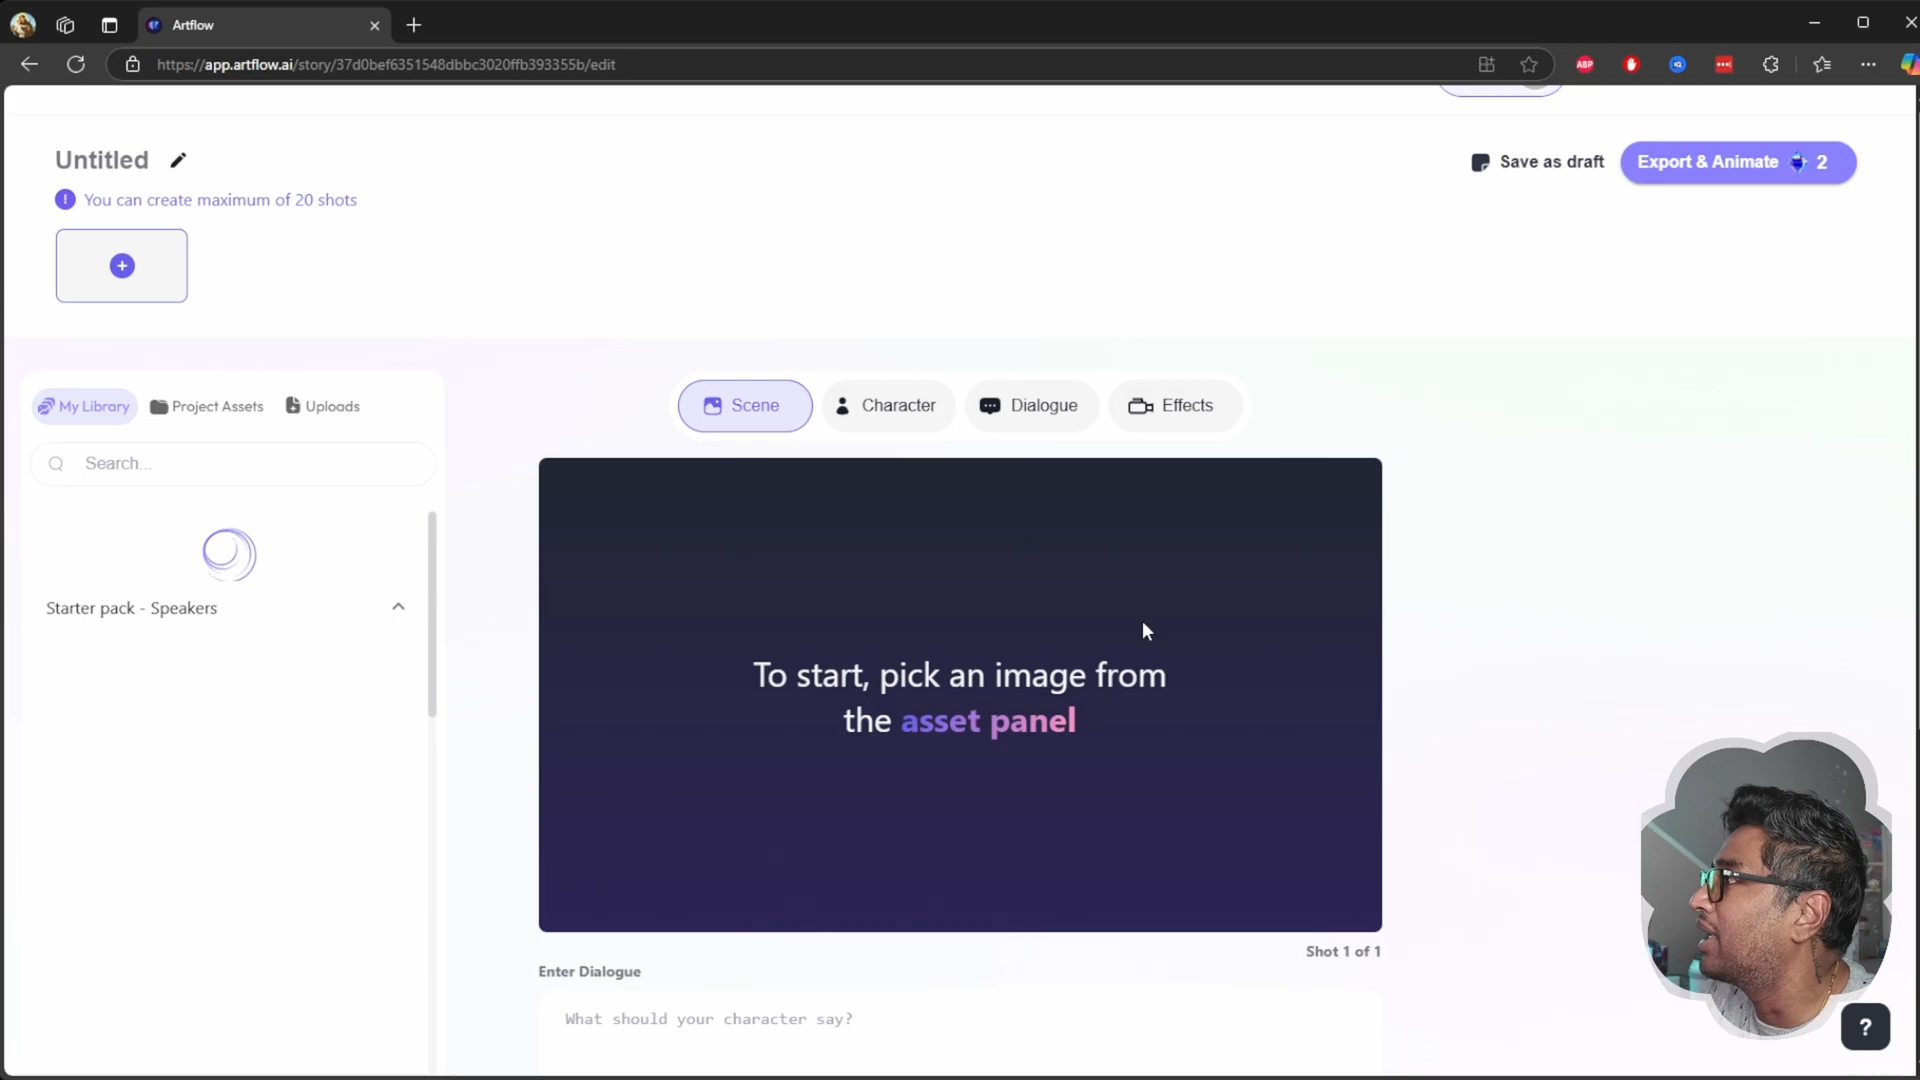 Artflow
https://app.artflow.ai/story/37d0bef6351548dbbc3020ffb393355b/edit
ABP
Untitled
Save as draft
Export & Animate 2
! You can create maximum of 20 shots
+
My Library
Project Assets
Uploads
Scene
Character
Dialogue
Effects
Search...
Starter pack - Speakers
To start, pick an image from
the asset panel
Shot 1 of 1
Enter Dialogue
What should your character say?
?